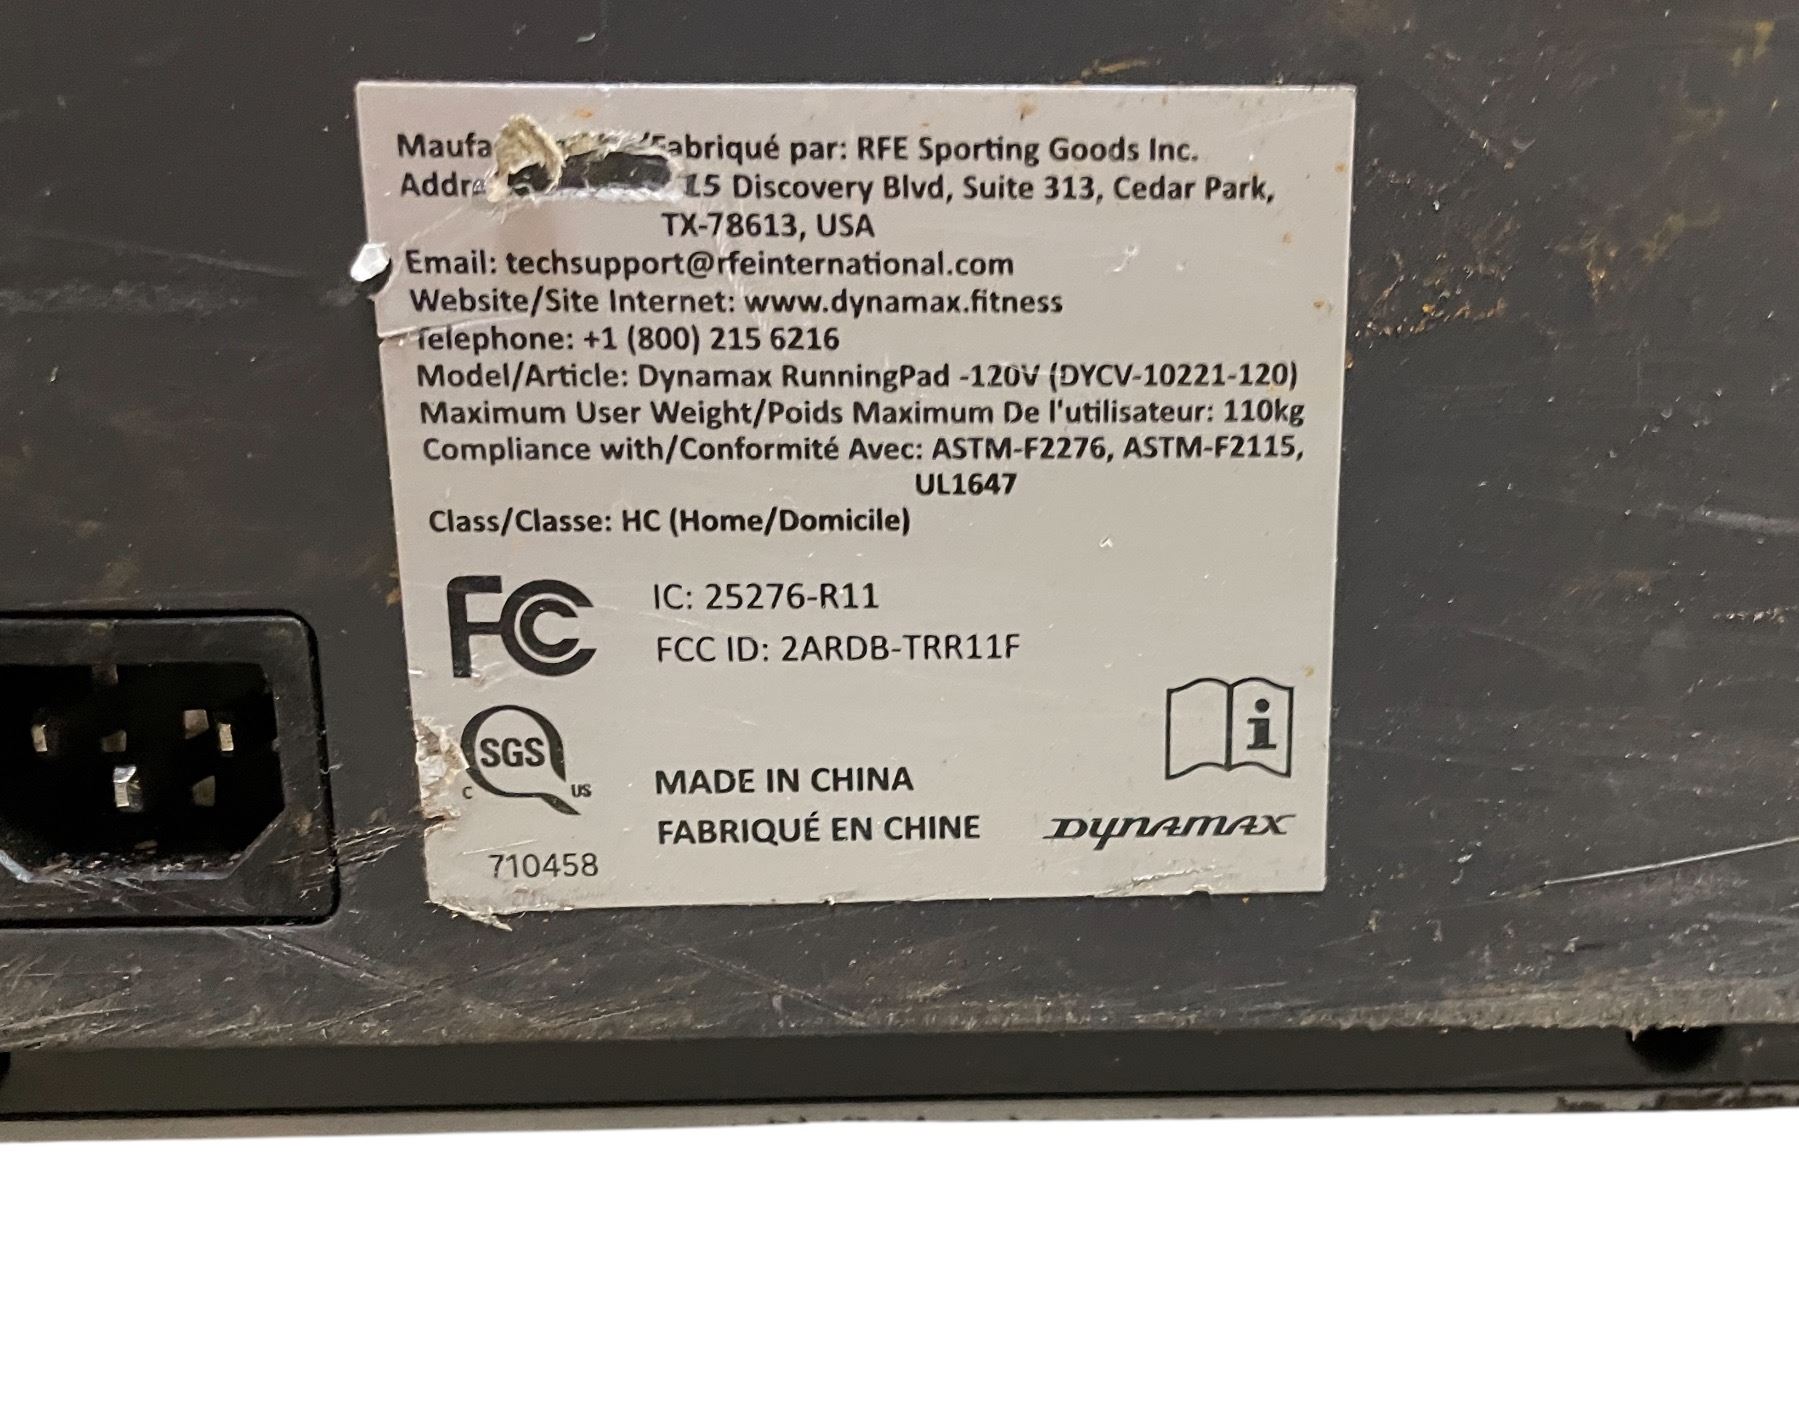 Fabriqué par: RFE Sporting Goods Inc.
15 Discovery Blvd, Suite 313, Cedar Park,
TX-78613, USA
Email: techsupport@rfeinternational.com
Website/Site Internet: www.dynamax.fitness
Telephone: +1 (800) 215 6216
Model/Article: Dynamax RunningPad -120V (DYCV-10221-120)
Maximum User Weight/Poids Maximum De l'utilisateur: 110kg
Compliance with/Conformité Avec: ASTM-F2276, ASTM-F2115,
UL1647
Class/Classe: HC (Home/Domicile)
FC
IC: 25276-R11
FCC ID: 2ARDB-TRR11F
SGS
C US
i
MADE IN CHINA
FABRIQUÉ EN CHINE
DYNAMAX
710458